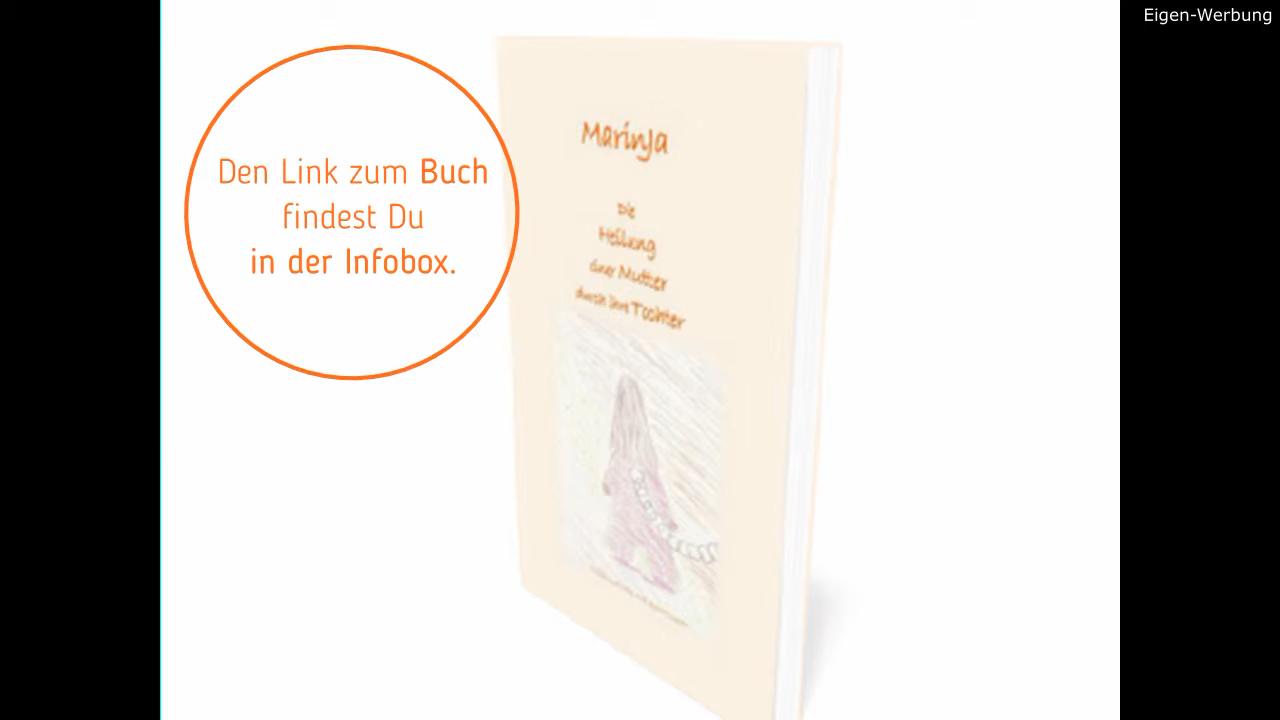 Eigen-Werbung
Den Link zum Buch
findest Du
in der Infobox.
MarinJa
Die
Heilung
einer Mutter
durch ihre Tochter